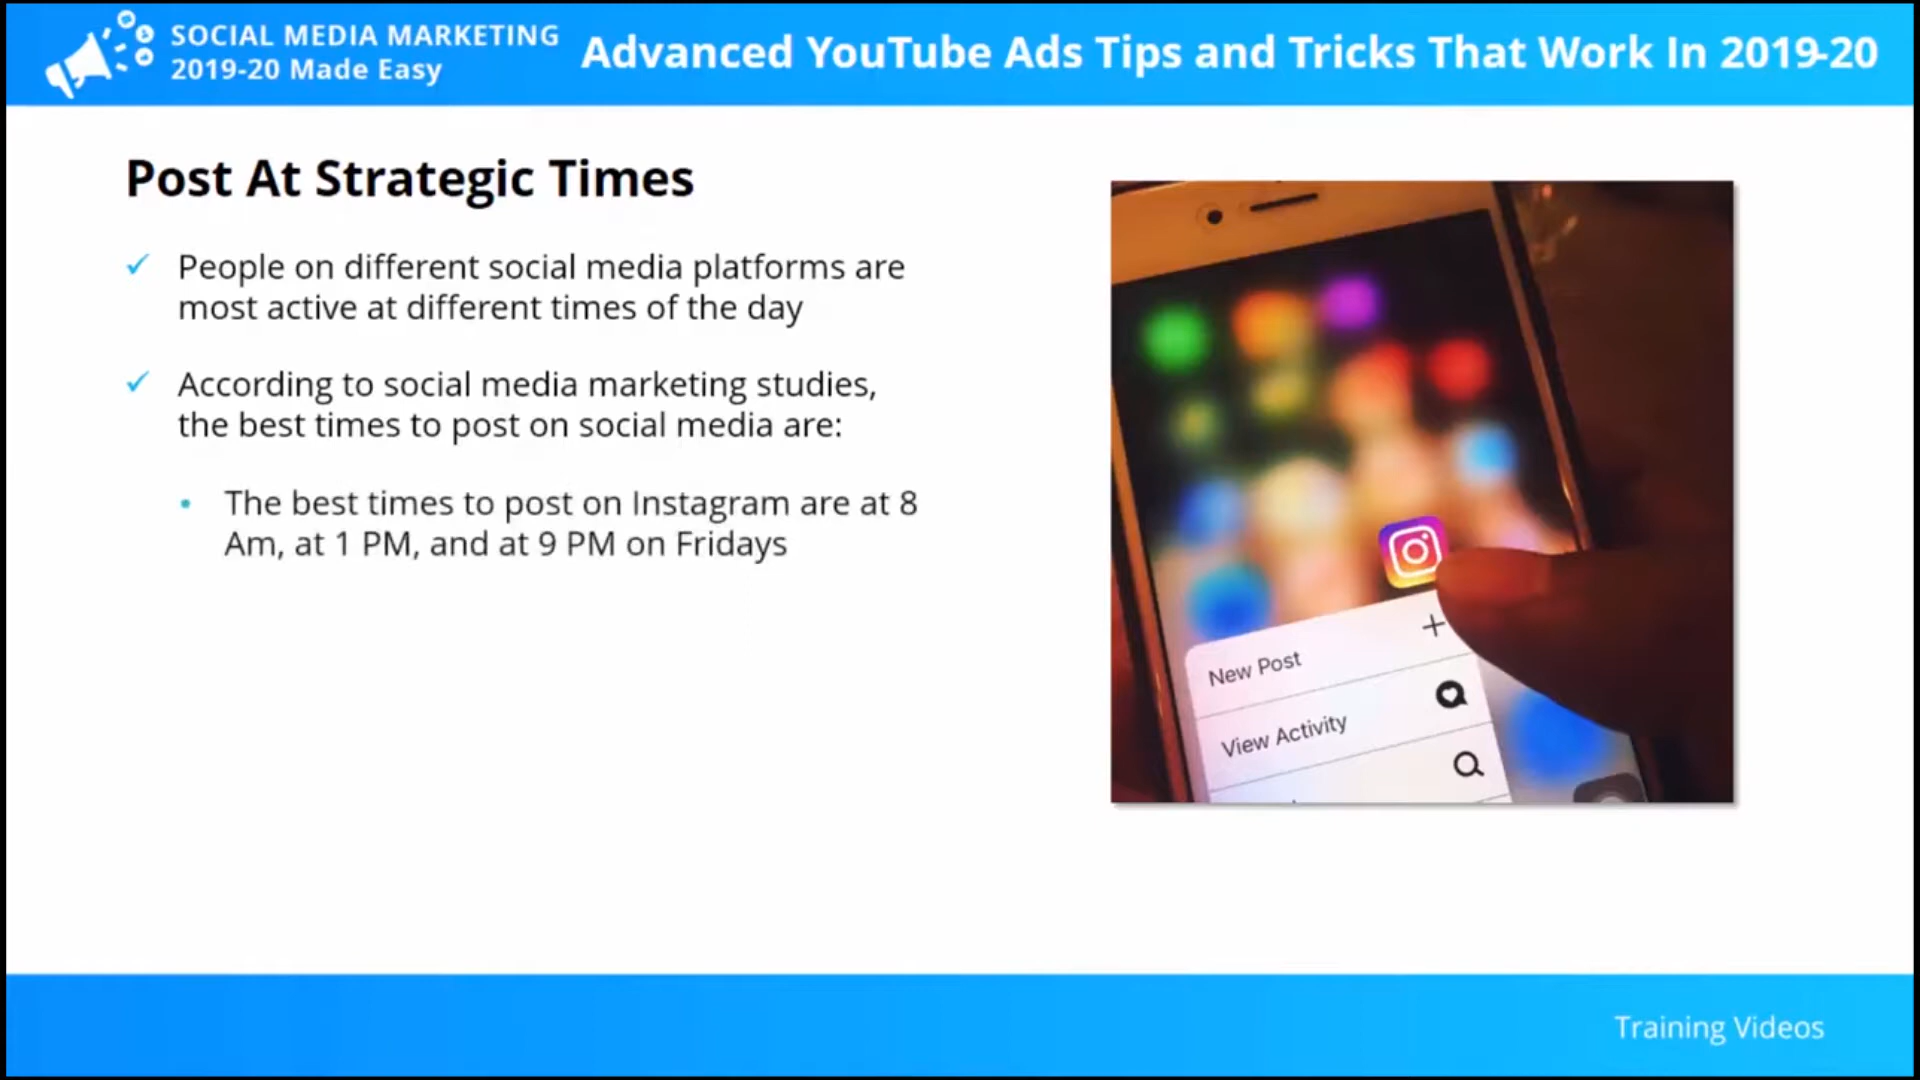 SOCIAL MEDIA MARKETING
2019-20 Made Easy
Advanced YouTube Ads Tips and Tricks That Work In 2019-20
Post At Strategic Times
People on different social media platforms are
most active at different times of the day
According to social media marketing studies,
the best times to post on social media are:
The best times to post on Instagram are at 8
Am, at 1 PM, and at 9 PM on Fridays
New Post
View Activity
Training Videos